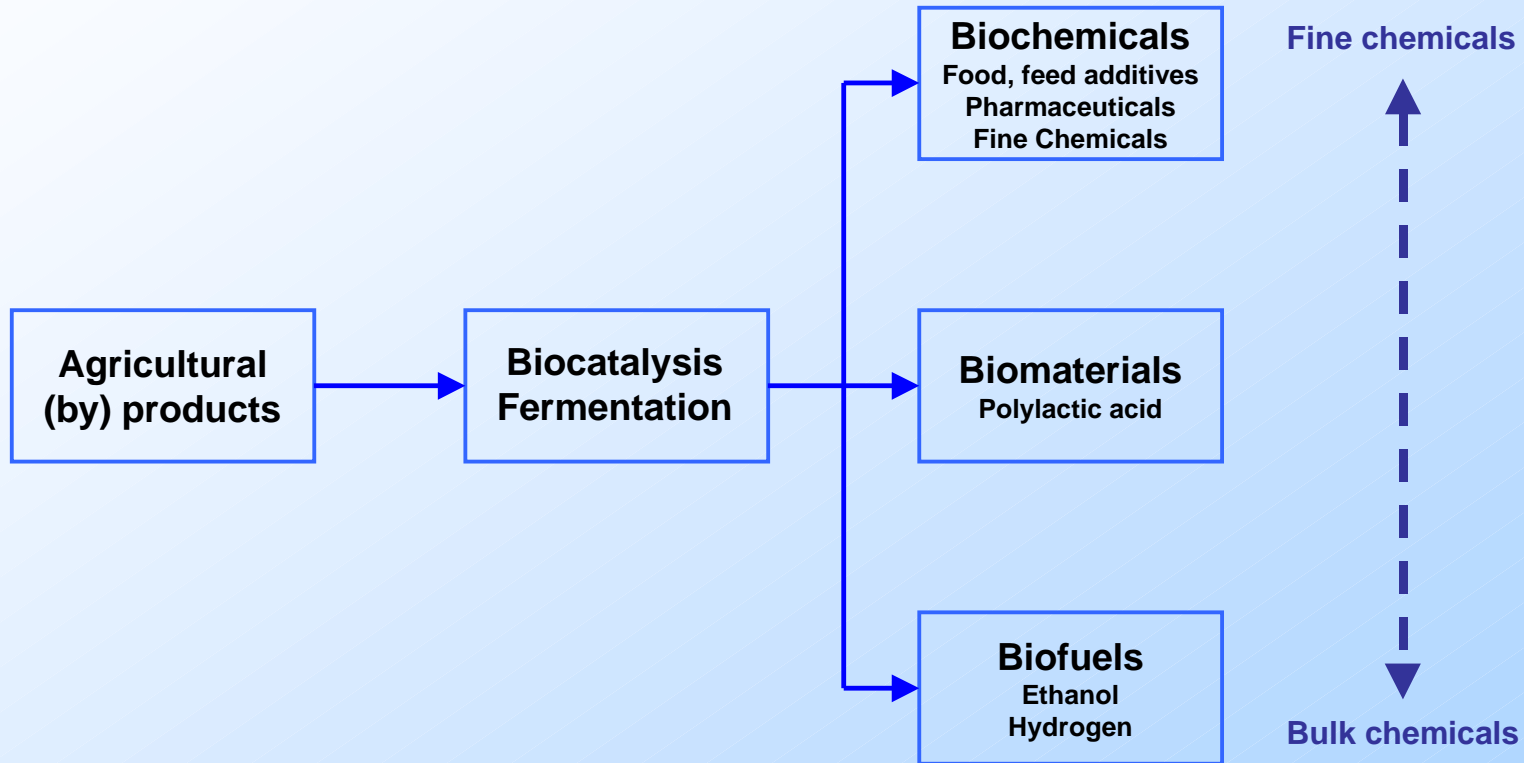 Biochemicals
Food, feed additives
Pharmaceuticals
Fine Chemicals
Fine chemicals
Agricultural
(by) products
Biocatalysis
Fermentation
Biomaterials
Polylactic acid
Biofuels
Ethanol
Hydrogen
Bulk chemicals